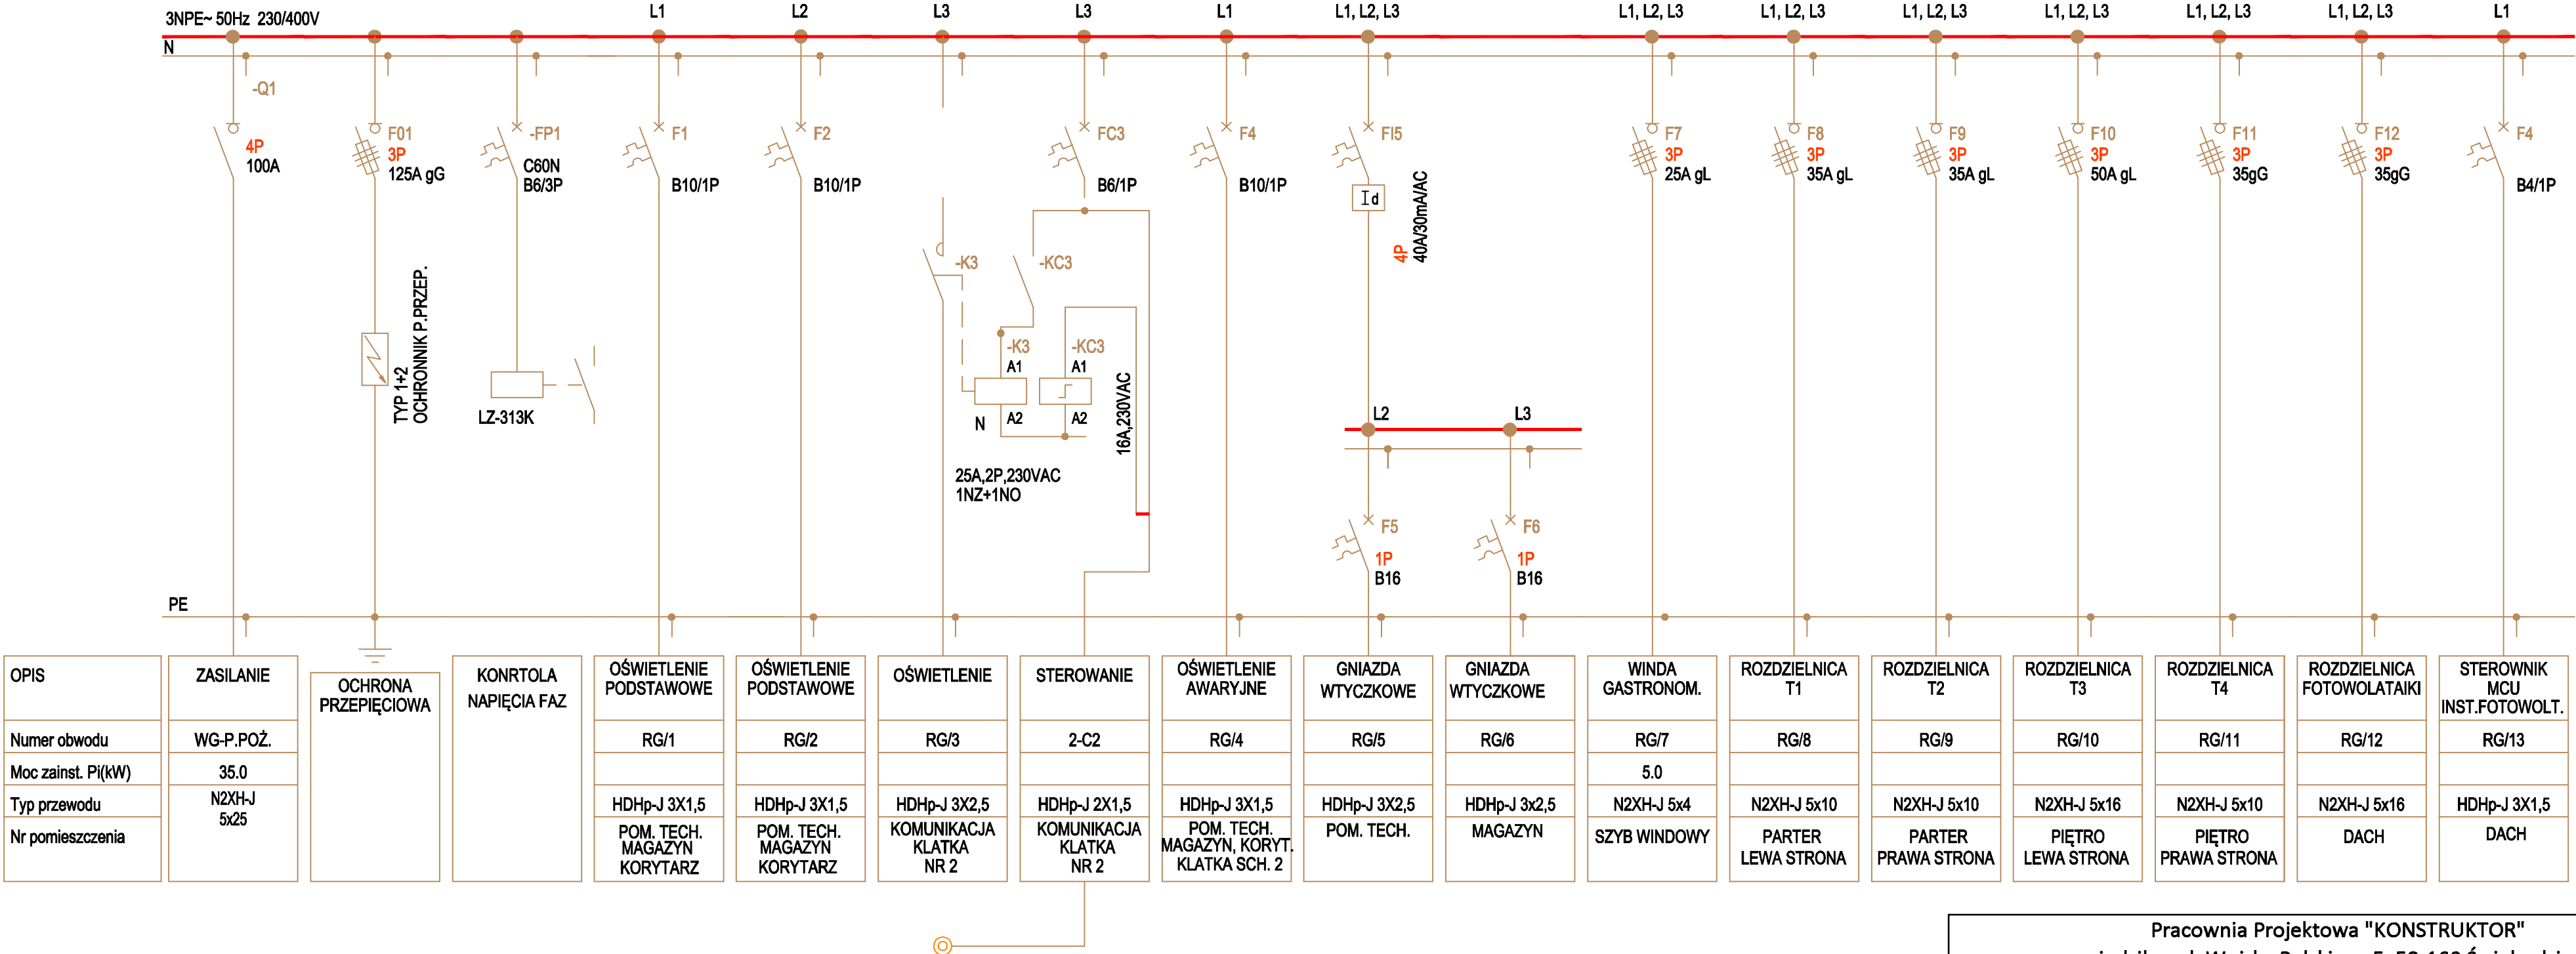 3NPE~ 50Hz 230/400V
L1
L2
L3
L3
L1
L1, L2, L3
L1, L2, L3
L1, L2, L3
L1, L2, L3
L1, L2, L3
L1, L2, L3
L1, L2, L3
L1
N
-Q1
4P
100A
F01
3P
125A gG
-FP1
C60N
B6/3P
F1
B10/1P
F2
B10/1P
FC3
B6/1P
F4
B10/1P
FI5
Id
4P
40A/30mA/AC
F7
3P
25A gL
F8
3P
35A gL
F9
3P
35A gL
F10
3P
50A gL
F11
3P
35gG
F12
3P
35gG
F4
B4/1P
TYP 1+2
OCHRONNIK P.PRZEP.
LZ-313K
-K3
-KC3
-K3
A1
-KC3
A1
N
A2
A2
16A,230VAC
25A,2P,230VAC
1NZ+1NO
L2
L3
F5
1P
B16
F6
1P
B16
PE
OPIS
ZASILANIE
OCHRONA
PRZEPIĘCIOWA
KONRTOLA
NAPIĘCIA FAZ
OŚWIETLENIE
PODSTAWOWE
OŚWIETLENIE
PODSTAWOWE
OŚWIETLENIE
STEROWANIE
OŚWIETLENIE
AWARYJNE
GNIAZDA
WTYCZKOWE
GNIAZDA
WTYCZKOWE
WINDA
GASTRONOM.
ROZDZIELNICA
T1
ROZDZIELNICA
T2
ROZDZIELNICA
T3
ROZDZIELNICA
T4
ROZDZIELNICA
FOTOWOLATAIKI
STEROWNIK
MCU
INST.FOTOWOLT.
Numer obwodu
WG-P.POŻ.
RG/1
RG/2
RG/3
2-C2
RG/4
RG/5
RG/6
RG/7
RG/8
RG/9
RG/10
RG/11
RG/12
RG/13
Moc zainst. Pi(kW)
35.0
5.0
Typ przewodu
N2XH-J
5x25
HDHp-J 3X1,5
HDHp-J 3X1,5
HDHp-J 3X2,5
HDHp-J 2X1,5
HDHp-J 3X1,5
HDHp-J 3X2,5
HDHp-J 3x2,5
N2XH-J 5x4
N2XH-J 5x10
N2XH-J 5x10
N2XH-J 5x16
N2XH-J 5x10
N2XH-J 5x16
HDHp-J 3X1,5
Nr pomieszczenia
POM. TECH.
MAGAZYN
KORYTARZ
POM. TECH.
MAGAZYN
KORYTARZ
KOMUNIKACJA
KLATKA
NR 2
KOMUNIKACJA
KLATKA
NR 2
POM. TECH.
MAGAZYN, KORYT.
KLATKA SCH. 2
POM. TECH.
MAGAZYN
SZYB WINDOWY
PARTER
LEWA STRONA
PARTER
PRAWA STRONA
PIĘTRO
LEWA STRONA
PIĘTRO
PRAWA STRONA
DACH
DACH
Pracownia Projektowa "KONSTRUKTOR"